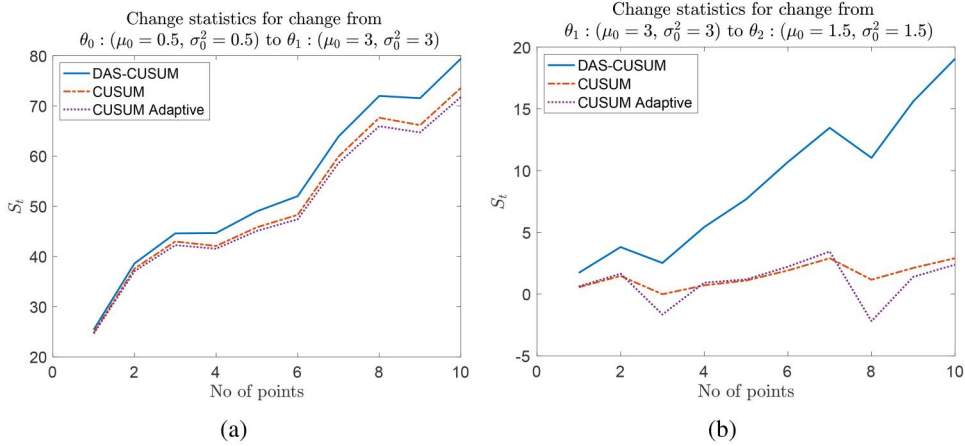 Change statistics for change from
θ₀ : (μ₀ = 0.5, σ₀² = 0.5) to θ₁ : (μ₀ = 3, σ₀² = 3)
80
70
60
50
40
30
20
Sₜ
DAS-CUSUM
CUSUM
CUSUM Adaptive
0 2 4 6 8 10
No of points
(a)
Change statistics for change from
θ₁ : (μ₀ = 3, σ₀² = 3) to θ₂ : (μ₀ = 1.5, σ₀² = 1.5)
20
15
10
5
0
-5
Sₜ
DAS-CUSUM
CUSUM
CUSUM Adaptive
0 2 4 6 8 10
No of points
(b)